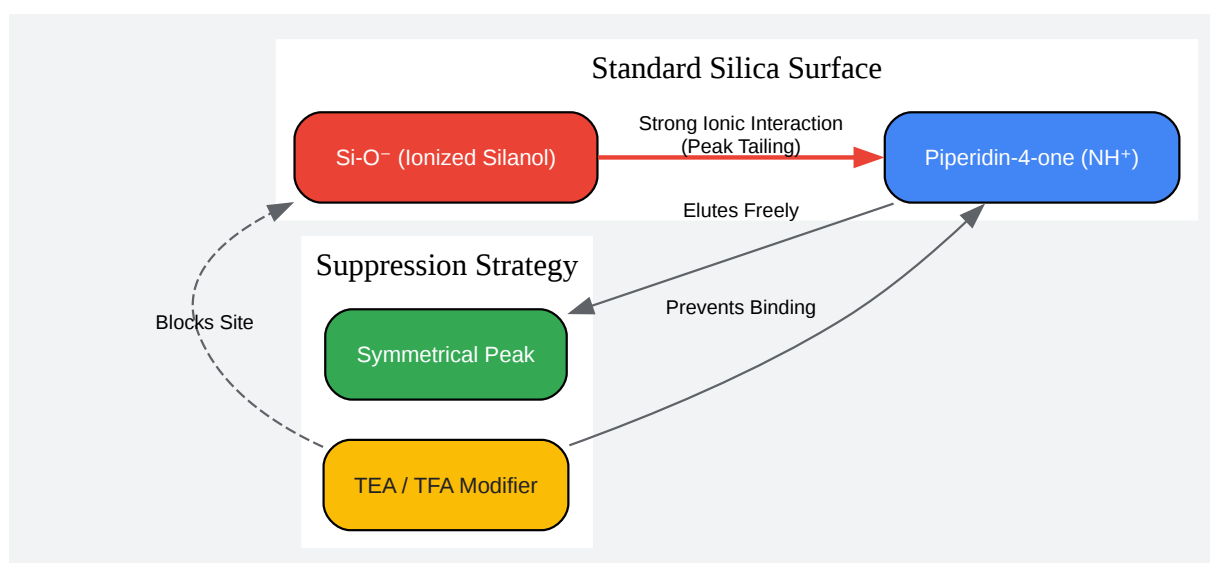 Standard Silica Surface
Strong Ionic Interaction
(Peak Tailing)
Si-O⁻ (Ionized Silanol)
Piperidin-4-one (NH⁺)
Elutes Freely
Suppression Strategy
Prevents Binding
Blocks Site
Symmetrical Peak
TEA / TFA Modifier